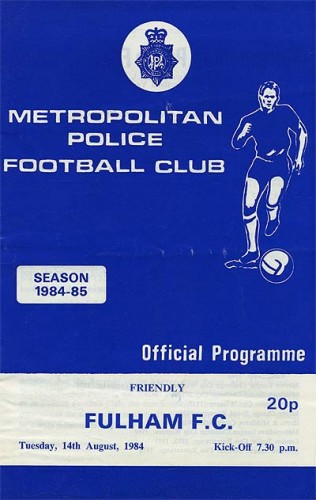 METROPOLITAN
POLICE
FOOTBALL CLUB
SEASON
1984-85
Official Programme
FRIENDLY
20p
FULHAM F.C.
Tuesday, 14th August, 1984 Kick-Off 7.30 p.m.